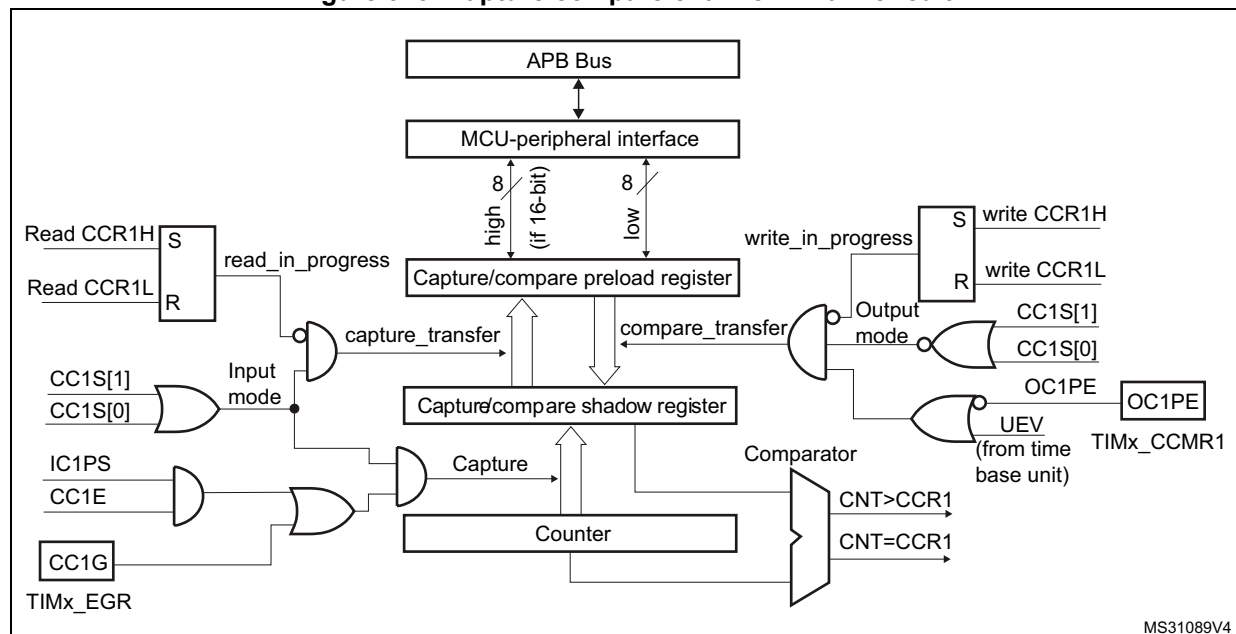 APB Bus
MCU-peripheral interface
8
high
(if 16-bit)
8
low
Read CCR1H
S
read_in_progress
Read CCR1L
R
write_in_progress
S
write CCR1H
R
write CCR1L
Capture/compare preload register
capture_transfer
compare_transfer
Output
mode
CC1S[1]
CC1S[0]
CC1S[1]
CC1S[0]
Input
mode
Capture/compare shadow register
OC1PE
OC1PE
UEV
(from time
base unit)
TIMx_CCMR1
IC1PS
CC1E
Capture
Comparator
CNT>CCR1
CNT=CCR1
Counter
CC1G
TIMx_EGR
MS31089V4